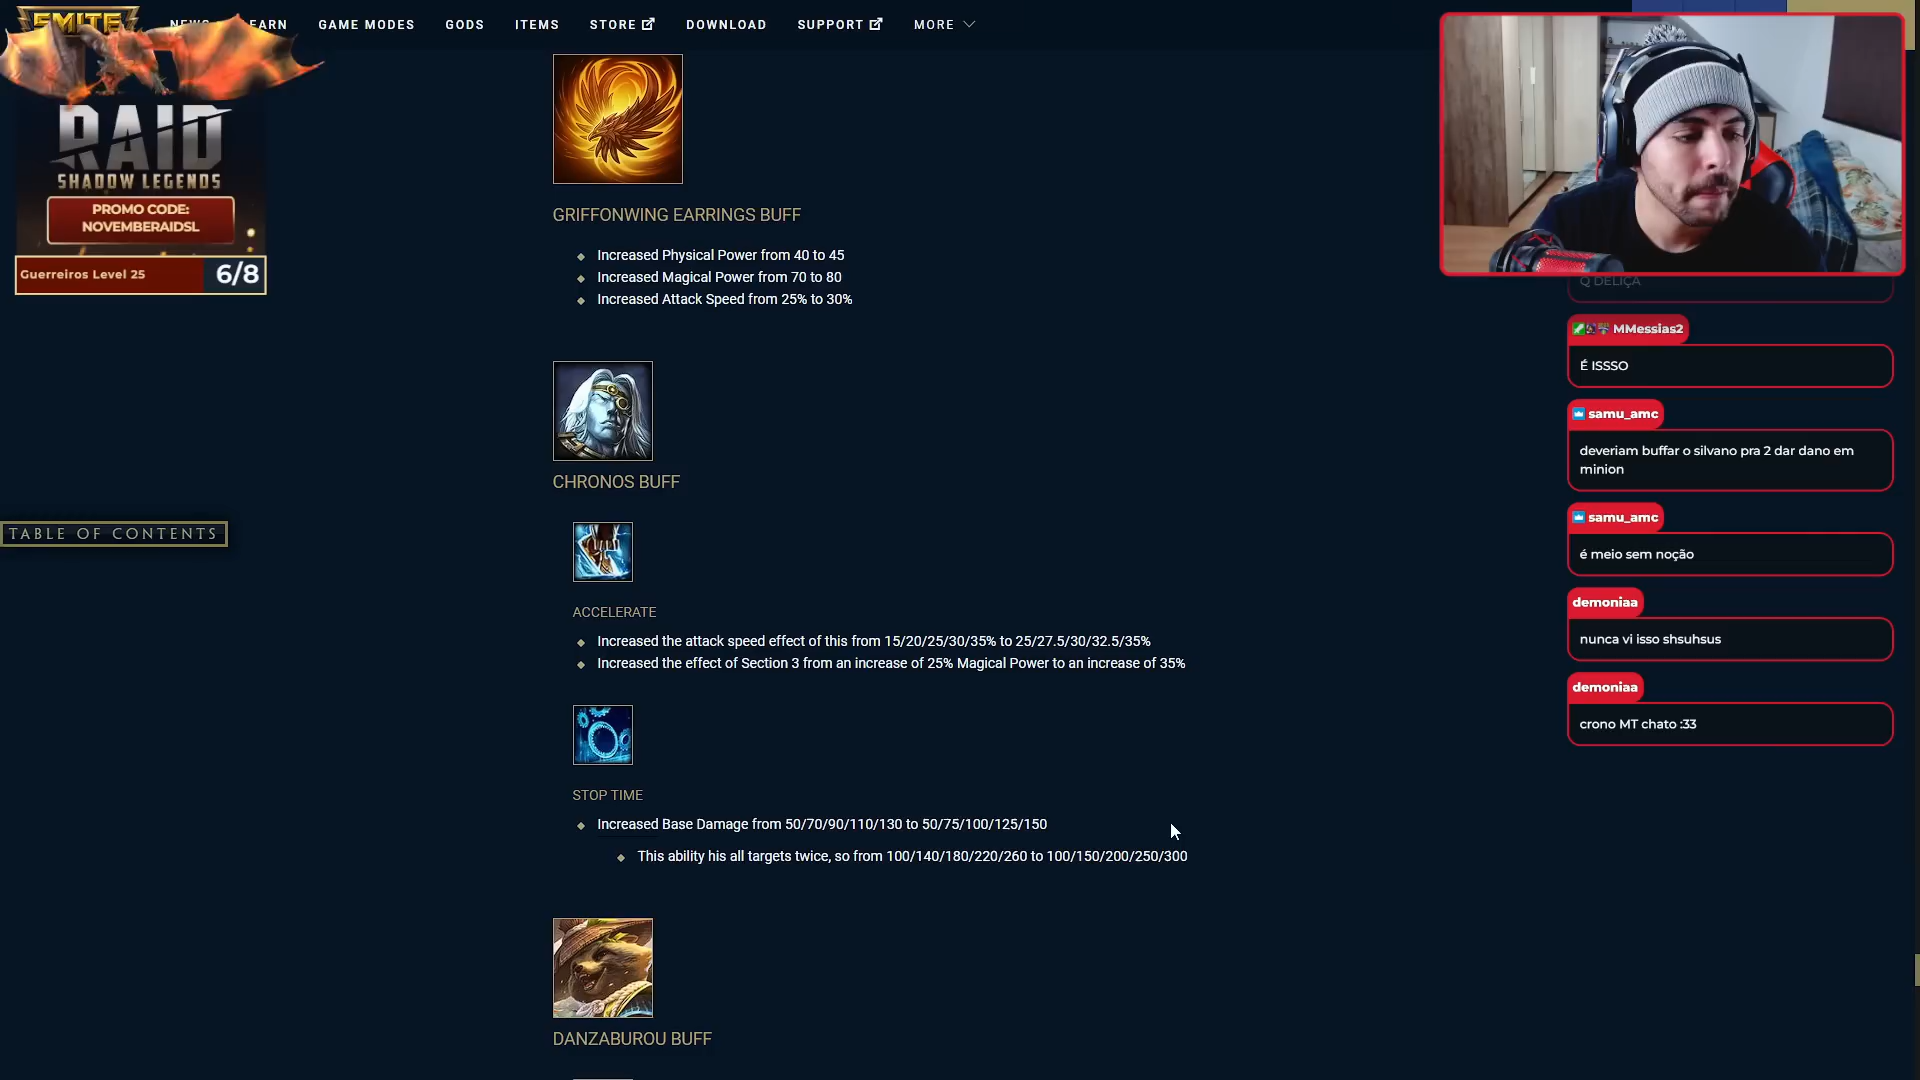 SMITE
NEWS
LEARN
GAME MODES
GODS
ITEMS
STORE
DOWNLOAD
SUPPORT
MORE
RAID
SHADOW LEGENDS
PROMO CODE:
NOVEMBERAIDSL
Guerreiros Level 25
6/8
TABLE OF CONTENTS
GRIFFONWING EARRINGS BUFF
Increased Physical Power from 40 to 45
Increased Magical Power from 70 to 80
Increased Attack Speed from 25% to 30%
CHRONOS BUFF
ACCELERATE
Increased the attack speed effect of this from 15/20/25/30/35% to 25/27.5/30/32.5/35%
Increased the effect of Section 3 from an increase of 25% Magical Power to an increase of 35%
STOP TIME
Increased Base Damage from 50/70/90/110/130 to 50/75/100/125/150
This ability his all targets twice, so from 100/140/180/220/260 to 100/150/200/250/300
DANZABUROU BUFF
Q DELIÇA
MMessias2
É ISSSO
samu_amc
deveriam buffar o silvano pra 2 dar dano em
minion
samu_amc
é meio sem noção
demoniaa
nunca vi isso shsuhsus
demoniaa
crono MT chato :33